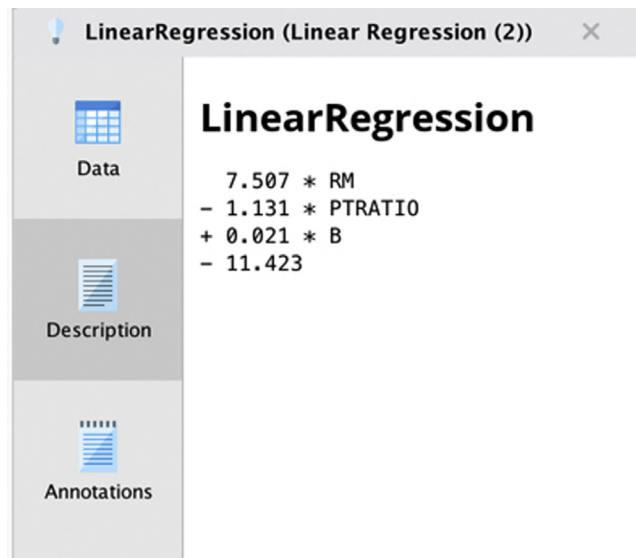 LinearRegression (Linear Regression (2)) ×
Data
Description
Annotations
LinearRegression
7.507 * RM
- 1.131 * PTRATIO
+ 0.021 * B
- 11.423